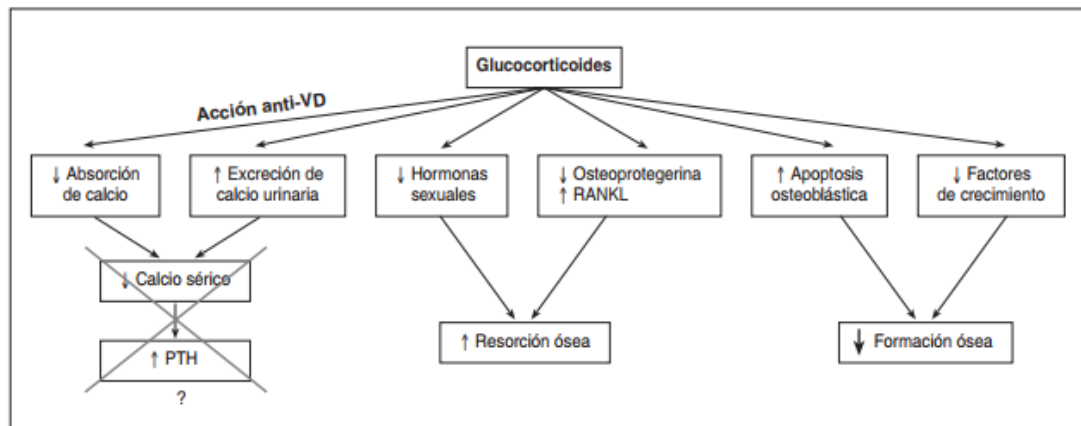 Glucocorticoides
Acción anti-VD
↓ Absorción
de calcio
↑ Excreción de
calcio urinaria
↓ Hormonas
sexuales
↓ Osteoprotegerina
↑ RANKL
↑ Apoptosis
osteoblástica
↓ Factores
de crecimiento
↓ Calcio sérico
↑ PTH
?
↑ Resorción ósea
↓ Formación ósea